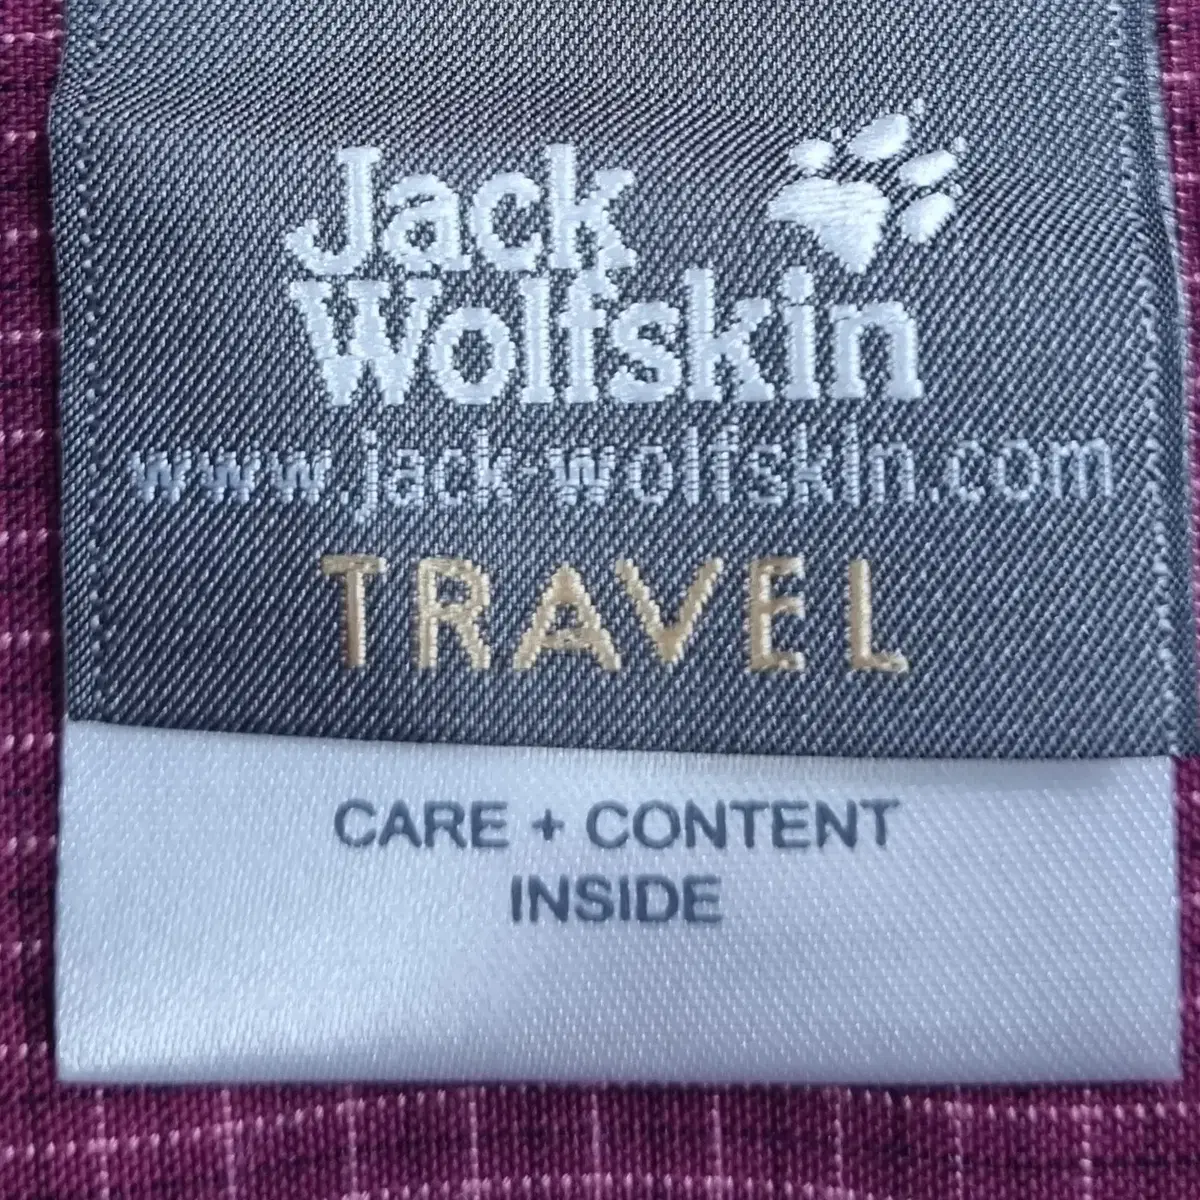 Jack
Wolfskin
www.jack-wolfskin.com
TRAVEL
CARE + CONTENT
INSIDE